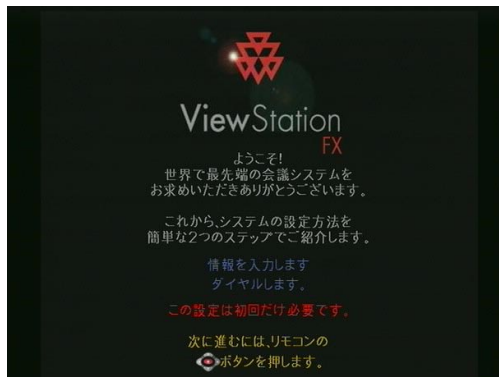 ViewStation
FX
ようこそ!
世界で最先端の会議システムを
お求めいただきありがとうございます。
これから、システムの設定方法を
簡単な2つのステップでご紹介します。
情報を入力します
ダイヤルします。
この設定は初回だけ必要です。
次に進むには、リモコンの
ボタンを押します。